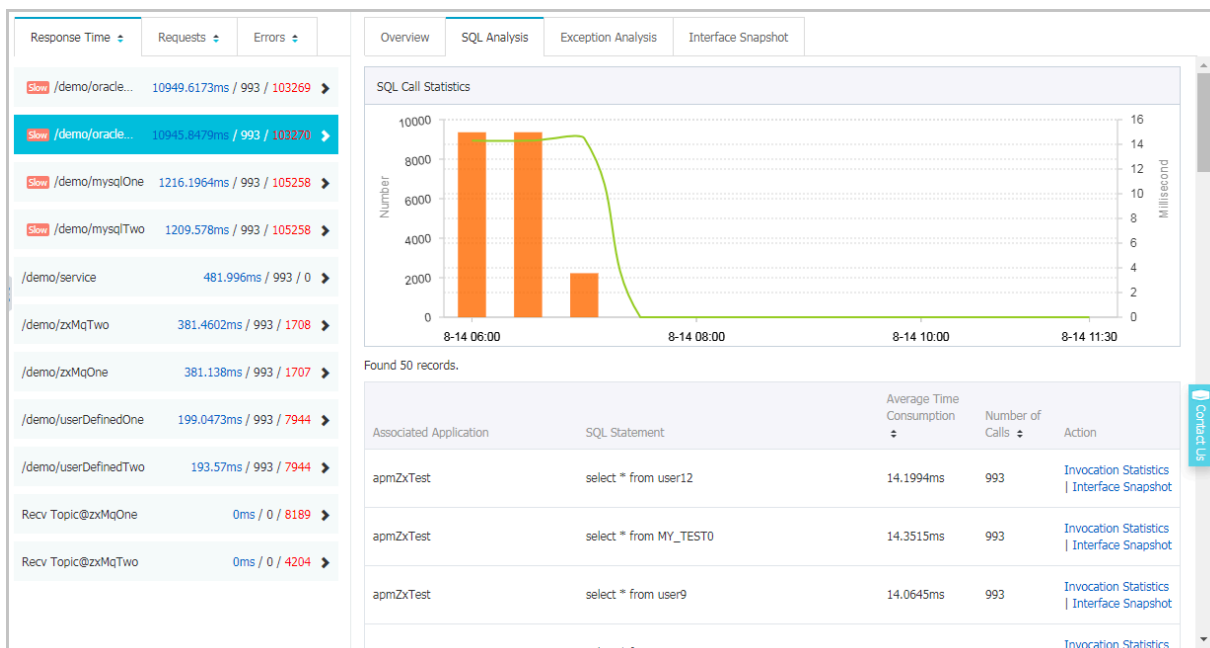 Response Time
Requests
Errors
Slow /demo/oracle... 10949.6173ms / 993 / 103269
Slow /demo/oracle... 10945.8479ms / 993 / 103270
Slow /demo/mysqlOne 1216.1964ms / 993 / 105258
Slow /demo/mysqlTwo 1209.578ms / 993 / 105258
/demo/service 481.996ms / 993 / 0
/demo/zxMqTwo 381.4602ms / 993 / 1708
/demo/zxMqOne 381.138ms / 993 / 1707
/demo/userDefinedOne 199.0473ms / 993 / 7944
/demo/userDefinedTwo 193.57ms / 993 / 7944
Recv Topic@zxMqOne 0ms / 0 / 8189
Recv Topic@zxMqTwo 0ms / 0 / 4204
Overview
SQL Analysis
Exception Analysis
Interface Snapshot
SQL Call Statistics
Number
10000
8000
6000
4000
2000
0
16
14
12
10
8
6
4
2
0
Millisecond
8-14 06:00
8-14 08:00
8-14 10:00
8-14 11:30
Found 50 records.
Associated Application
SQL Statement
Average Time
Consumption
Number of
Calls
Action
apmZxTest
select * from user12
14.1994ms
993
Invocation Statistics
| Interface Snapshot
apmZxTest
select * from MY_TEST0
14.3515ms
993
Invocation Statistics
| Interface Snapshot
apmZxTest
select * from user9
14.0645ms
993
Invocation Statistics
| Interface Snapshot
Invocation Statistics
Contact Us